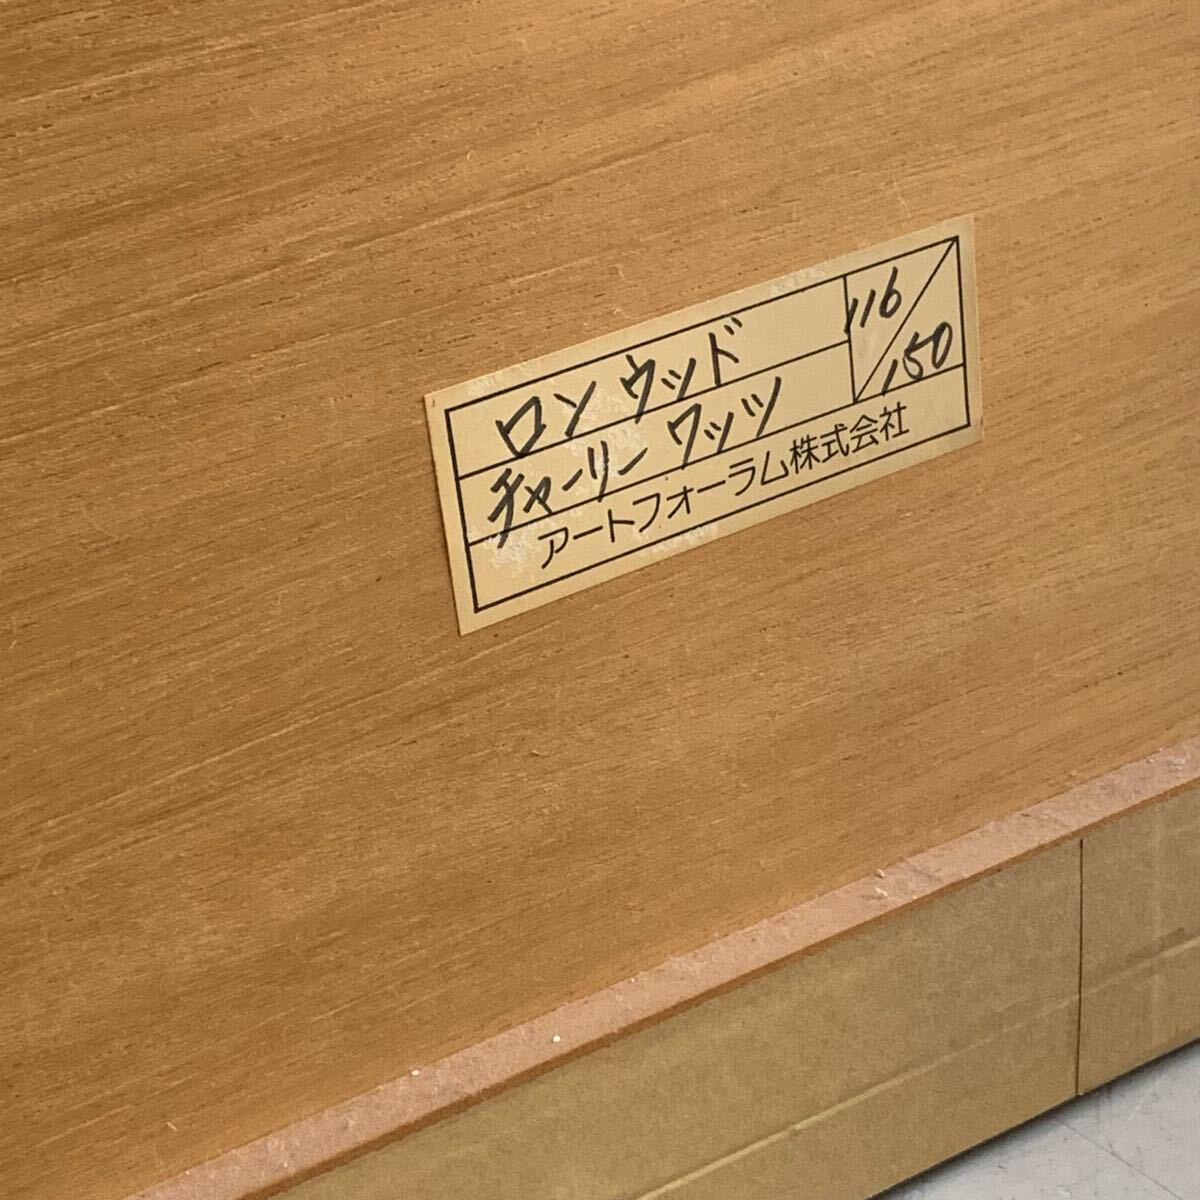 ロン ウッド
116/150
チャーリー ワッツ
アートフォーラム株式会社